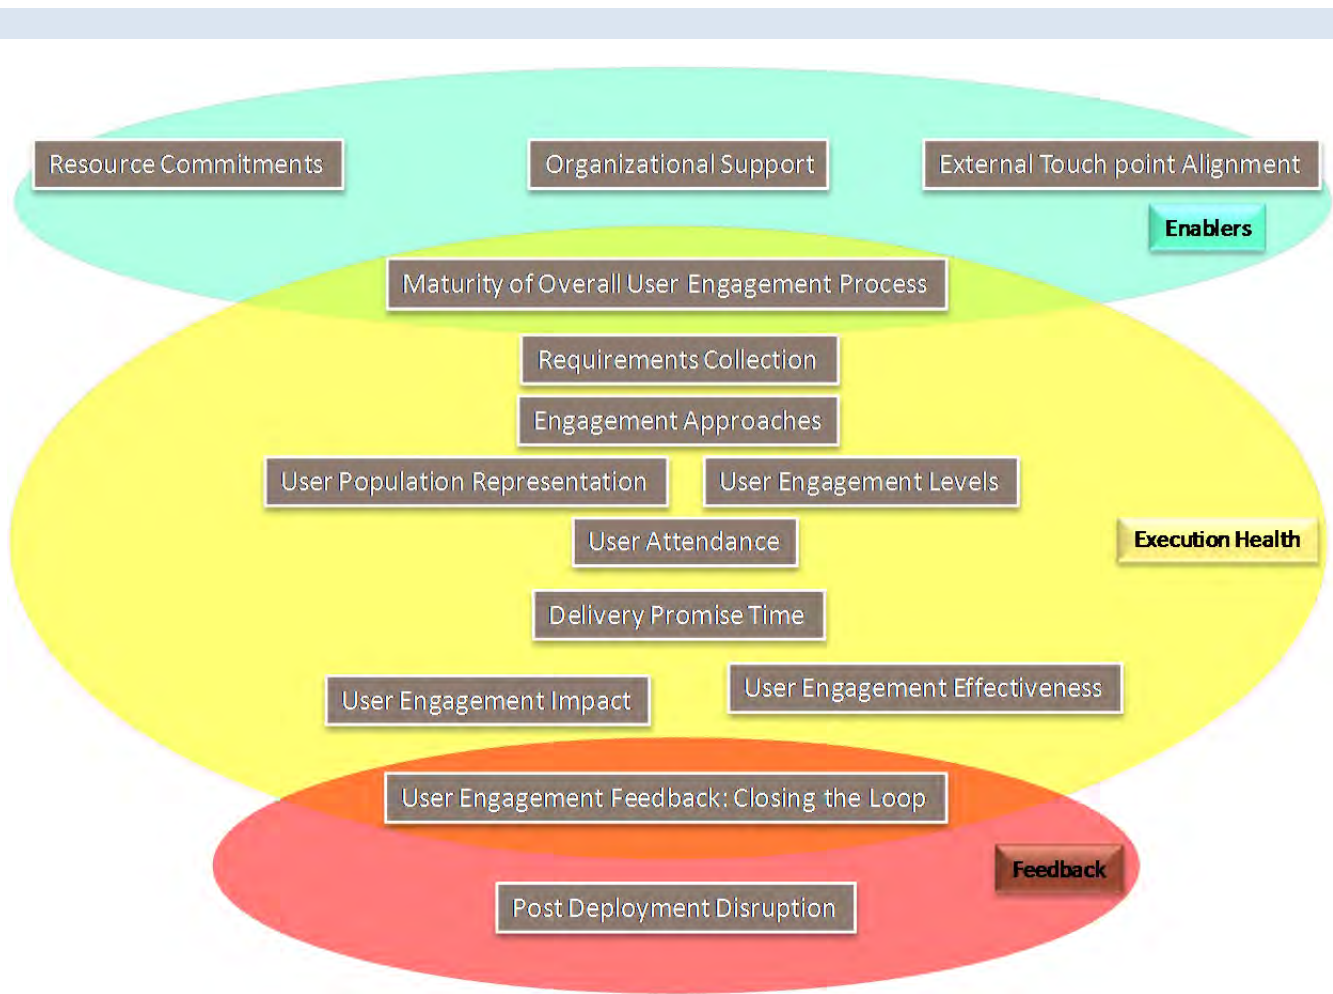 Resource Commitments
Organizational Support
External Touch point Alignment
Enablers
Maturity of Overall User Engagement Process
Requirements Collection
Engagement Approaches
User Population Representation
User Engagement Levels
User Attendance
Execution Health
Delivery Promise Time
User Engagement Impact
User Engagement Effectiveness
User Engagement Feedback: Closing the Loop
Feedback
Post Deployment Disruption